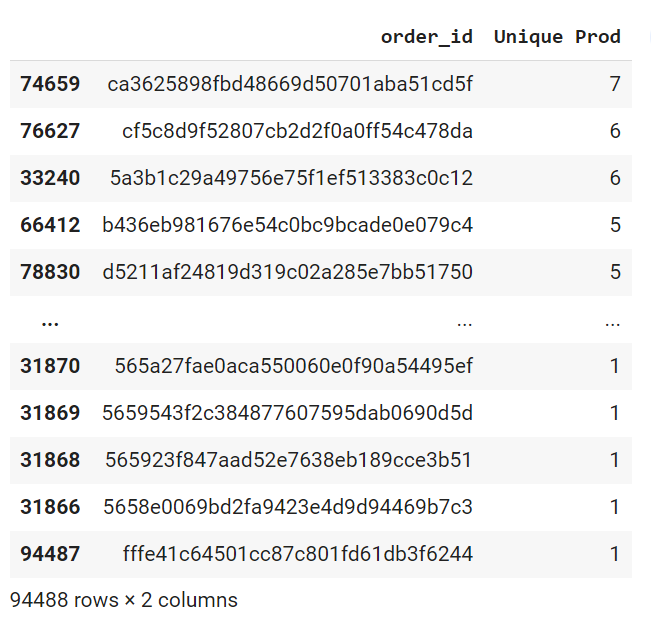 order_id Unique Prod
74659 ca3625898fbd48669d50701aba51cd5f 7
76627 cf5c8d9f52807cb2d2f0a0ff54c478da 6
33240 5a3b1c29a49756e75f1ef513383c0c12 6
66412 b436eb981676e54c0bc9bcade0e079c4 5
78830 d5211af24819d319c02a285e7bb51750 5
... ... ...
31870 565a27fae0aca550060e0f90a54495ef 1
31869 5659543f2c384877607595dab0690d5d 1
31868 565923f847aad52e7638eb189cce3b51 1
31866 5658e0069bd2fa9423e4d9d94469b7c3 1
94487 fffe41c64501cc87c801fd61db3f6244 1
94488 rows × 2 columns